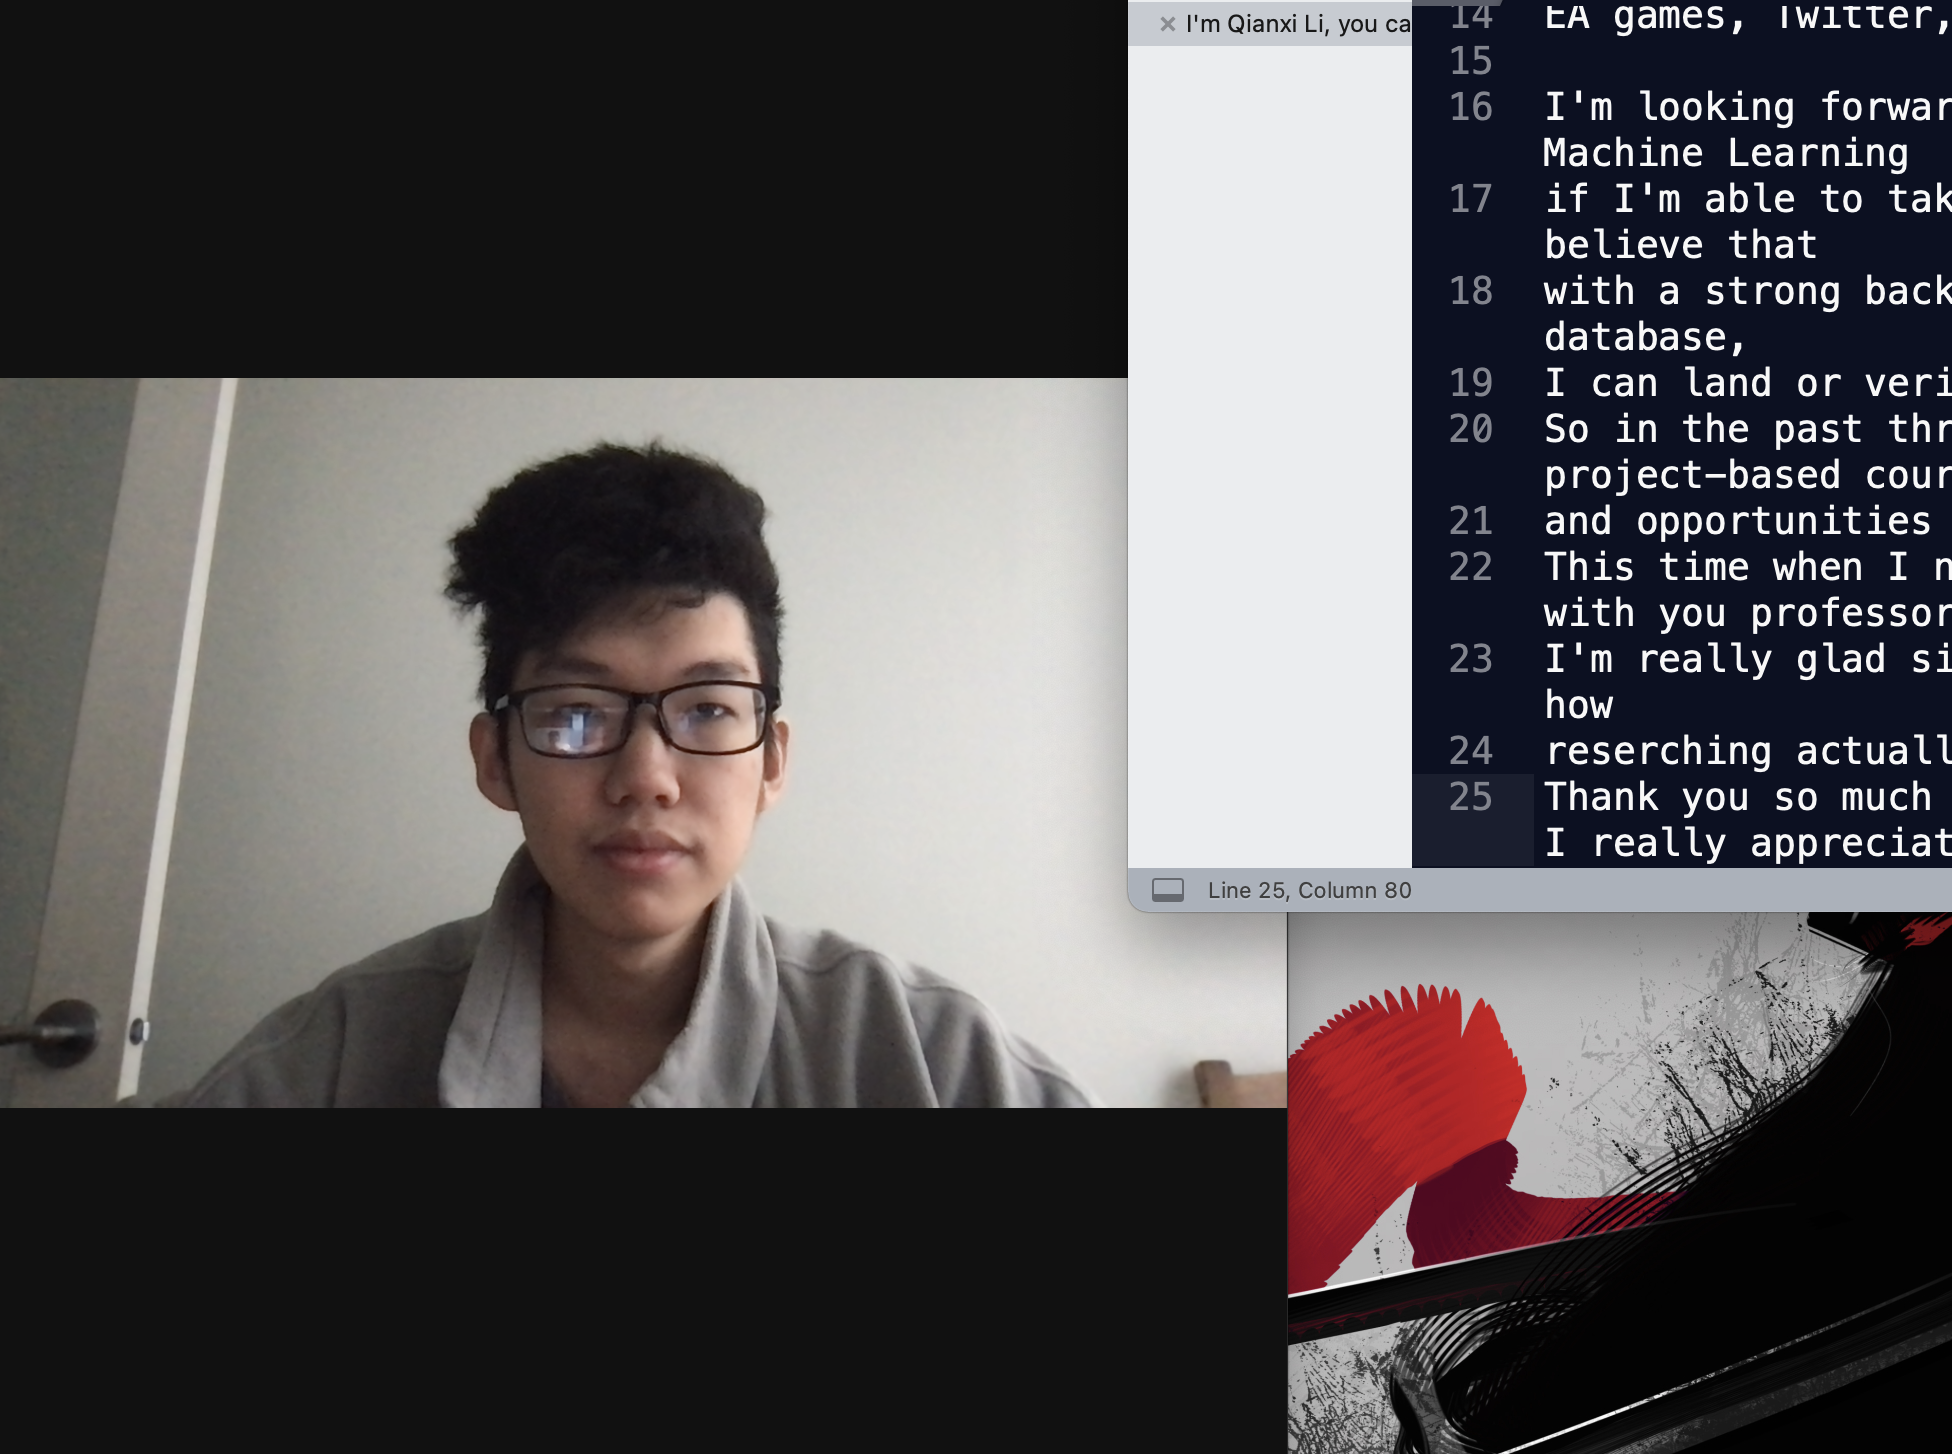 × I'm Qianxi Li, you ca
14 EA games, Twitter,
15
16 I'm looking forwar
Machine Learning
17 if I'm able to tak
believe that
18 with a strong back
database,
19 I can land or veri
20 So in the past thr
project-based cour
21 and opportunities
22 This time when I n
with you professor
23 I'm really glad si
how
24 reserching actuall
25 Thank you so much
I really appreciat
Line 25, Column 80